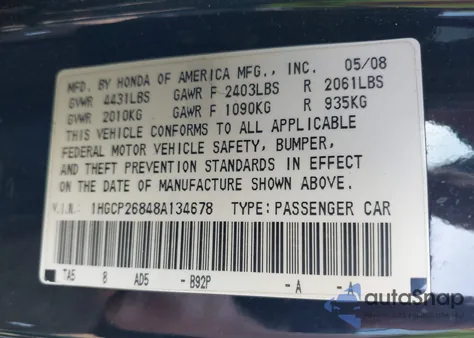 MFD. BY HONDA OF AMERICA MFG., INC. 05/08
GVWR 4431LBS GAWR F 2403LBS R 2061LBS
GVWR 2010KG GAWR F 1090KG R 935KG
THIS VEHICLE CONFORMS TO ALL APPLICABLE
FEDERAL MOTOR VEHICLE SAFETY, BUMPER,
AND THEFT PREVENTION STANDARDS IN EFFECT
ON THE DATE OF MANUFACTURE SHOWN ABOVE.
V.I.N.: 1HGCP26848A134678 TYPE:PASSENGER CAR
TA5 8 AD5 - B92P -A -A
autoSnap